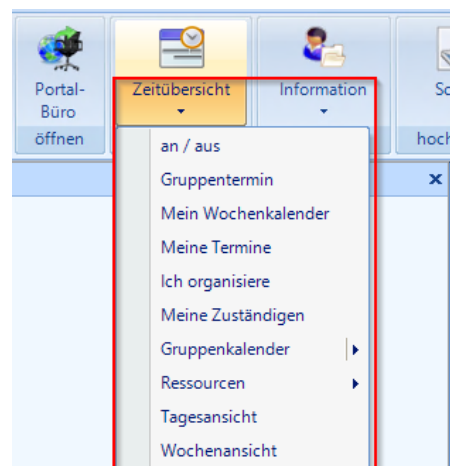 Portal-
Büro
öffnen
Zeitübersicht
Information
hoch
an / aus
Gruppentermin
Mein Wochenkalender
Meine Termine
Ich organisiere
Meine Zuständigen
Gruppenkalender
Ressourcen
Tagesansicht
Wochenansicht